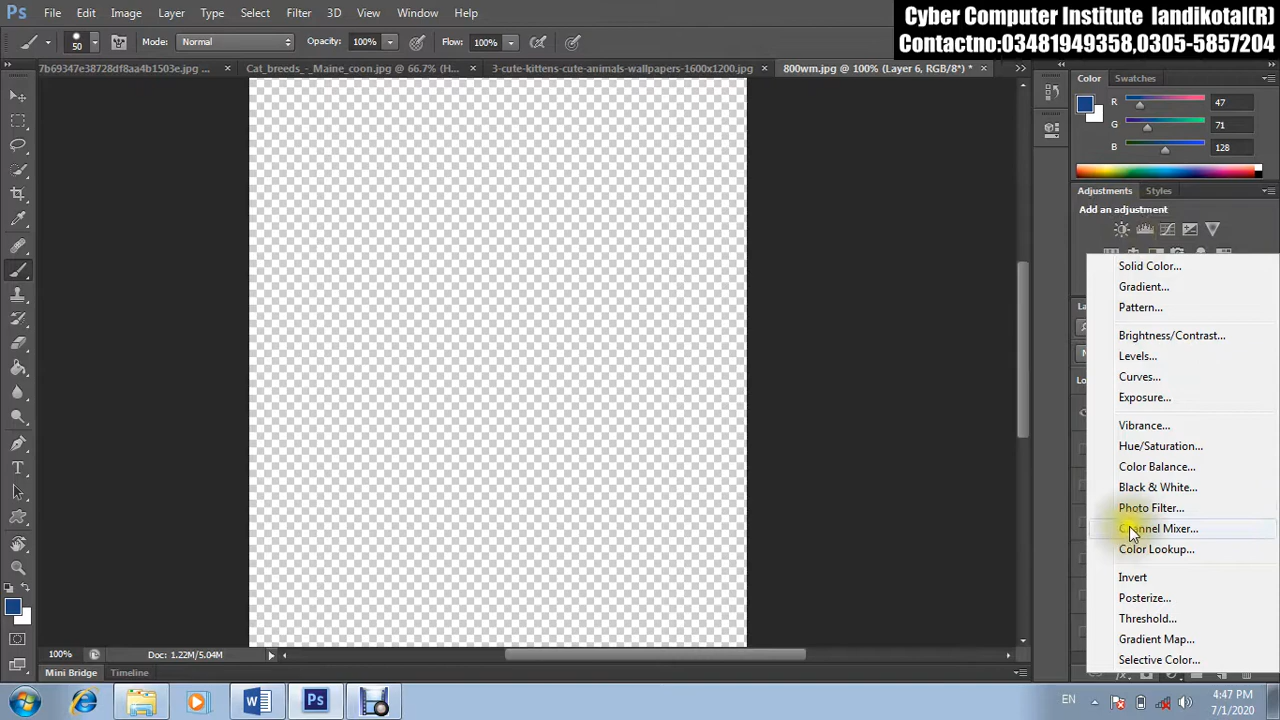 Ps File Edit Image Layer Type Select Filter 3D View Window Help
Cyber Computer Institute landikotal(R)
Contactno:03481949358,0305-5857204
50 Mode: Normal Opacity: 100% Flow: 100%
7b69347e38728df8aa4b1503e.jpg ... × Cat_breeds_-_Maine_coon.jpg @ 66.7% (H... × 3-cute-kittens-cute-animals-wallpapers-1600x1200.jpg × 800wm.jpg @ 100% (Layer 6, RGB/8*) * ×
Color Swatches
R 47
G 71
B 128
Adjustments Styles
Add an adjustment
Solid Color...
Gradient...
Pattern...
Brightness/Contrast...
Levels...
Curves...
Exposure...
Vibrance...
Hue/Saturation...
Color Balance...
Black & White...
Photo Filter...
Channel Mixer...
Color Lookup...
Invert
Posterize...
Threshold...
Gradient Map...
Selective Color...
100% Doc: 1.22M/5.04M
Mini Bridge Timeline
EN 4:47 PM
7/1/2020